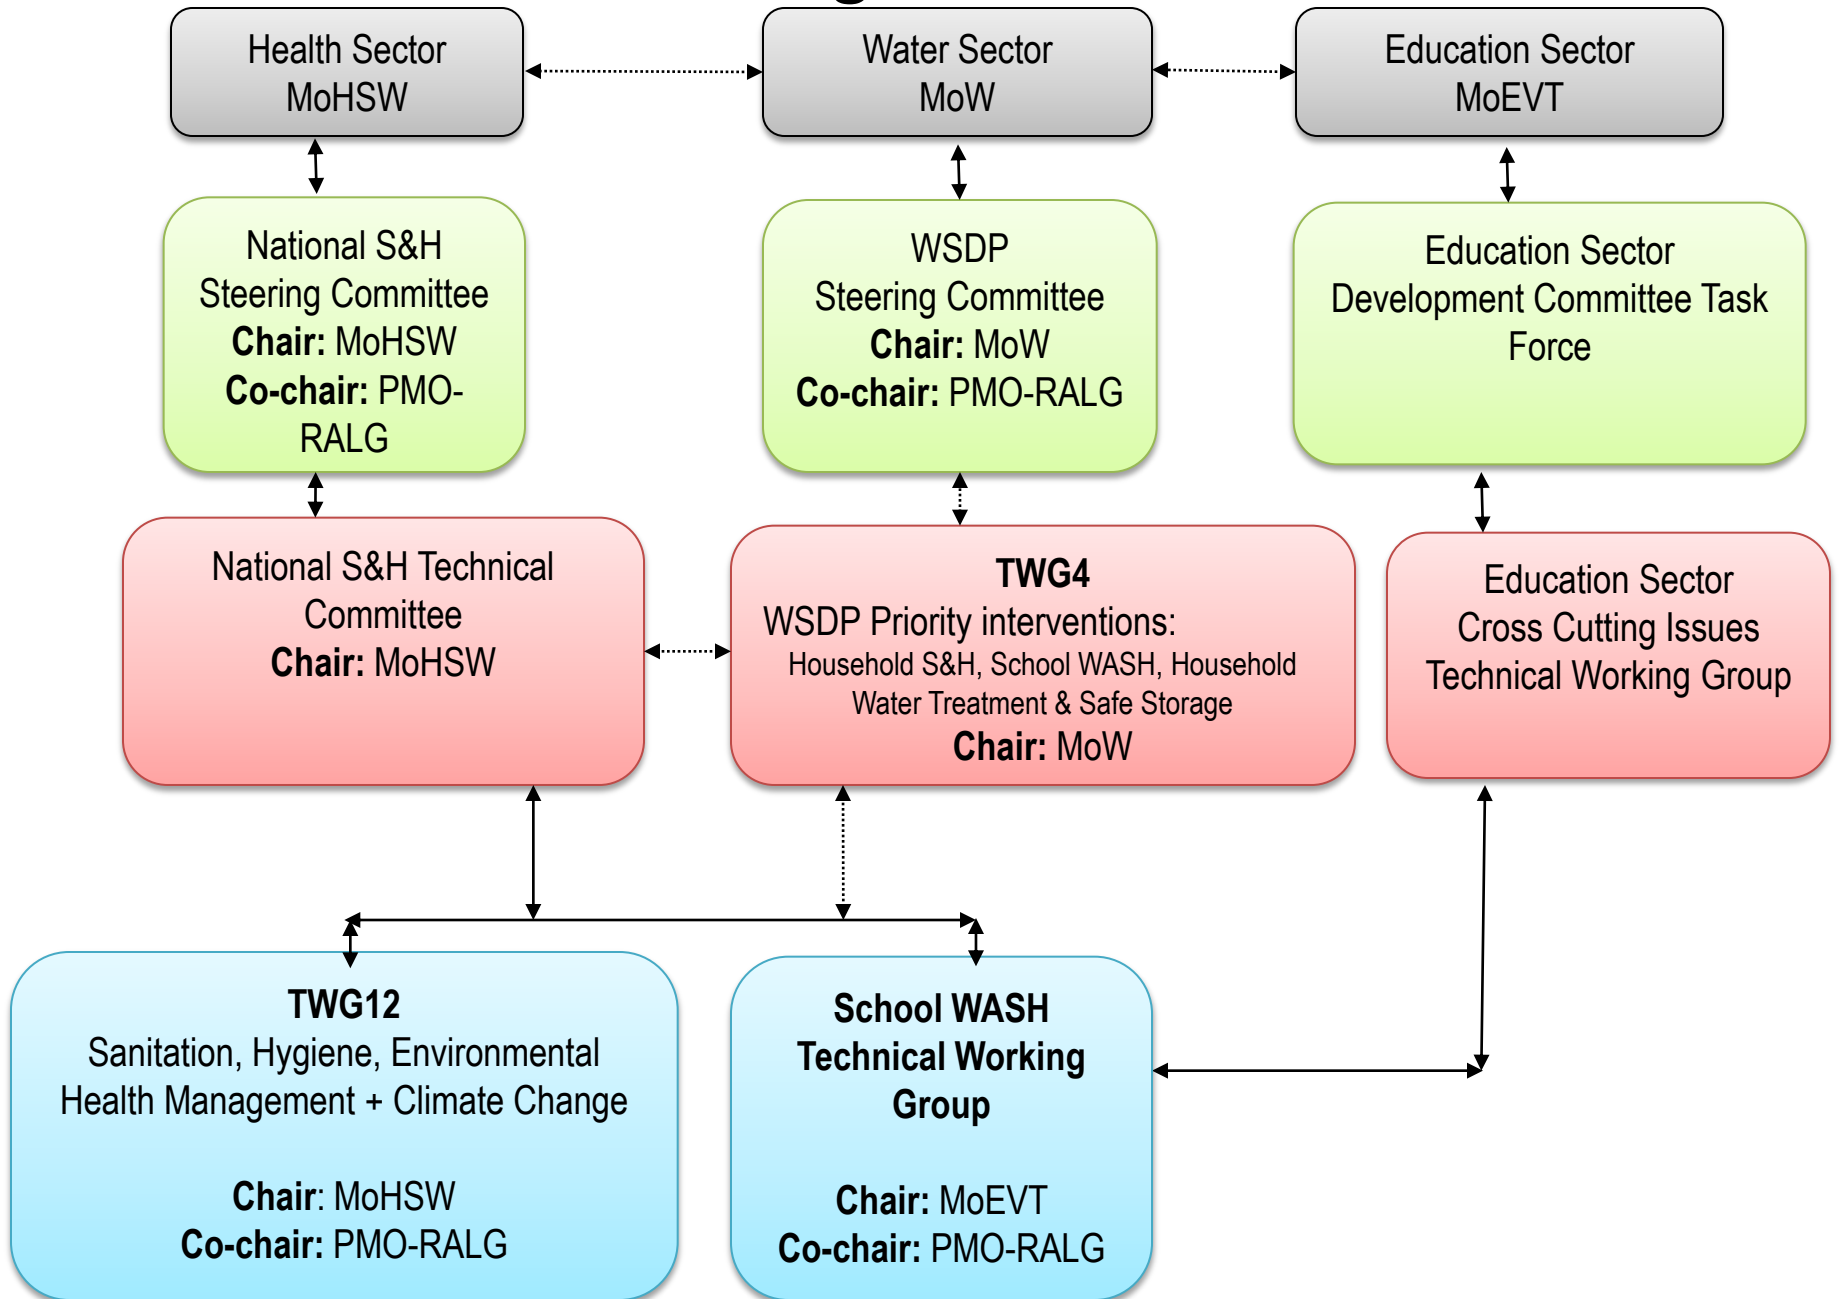 Health Sector
MoHSW
Water Sector
MoW
Education Sector
MoEVT
National S&H
Steering Committee
Chair: MoHSW
Co-chair: PMO-
RALG
WSDP
Steering Committee
Chair: MoW
Co-chair: PMO-RALG
Education Sector
Development Committee Task
Force
National S&H Technical
Committee
Chair: MoHSW
TWG4
WSDP Priority interventions:
Household S&H, School WASH, Household
Water Treatment & Safe Storage
Chair: MoW
Education Sector
Cross Cutting Issues
Technical Working Group
TWG12
Sanitation, Hygiene, Environmental
Health Management + Climate Change
Chair: MoHSW
Co-chair: PMO-RALG
School WASH
Technical Working
Group
Chair: MoEVT
Co-chair: PMO-RALG